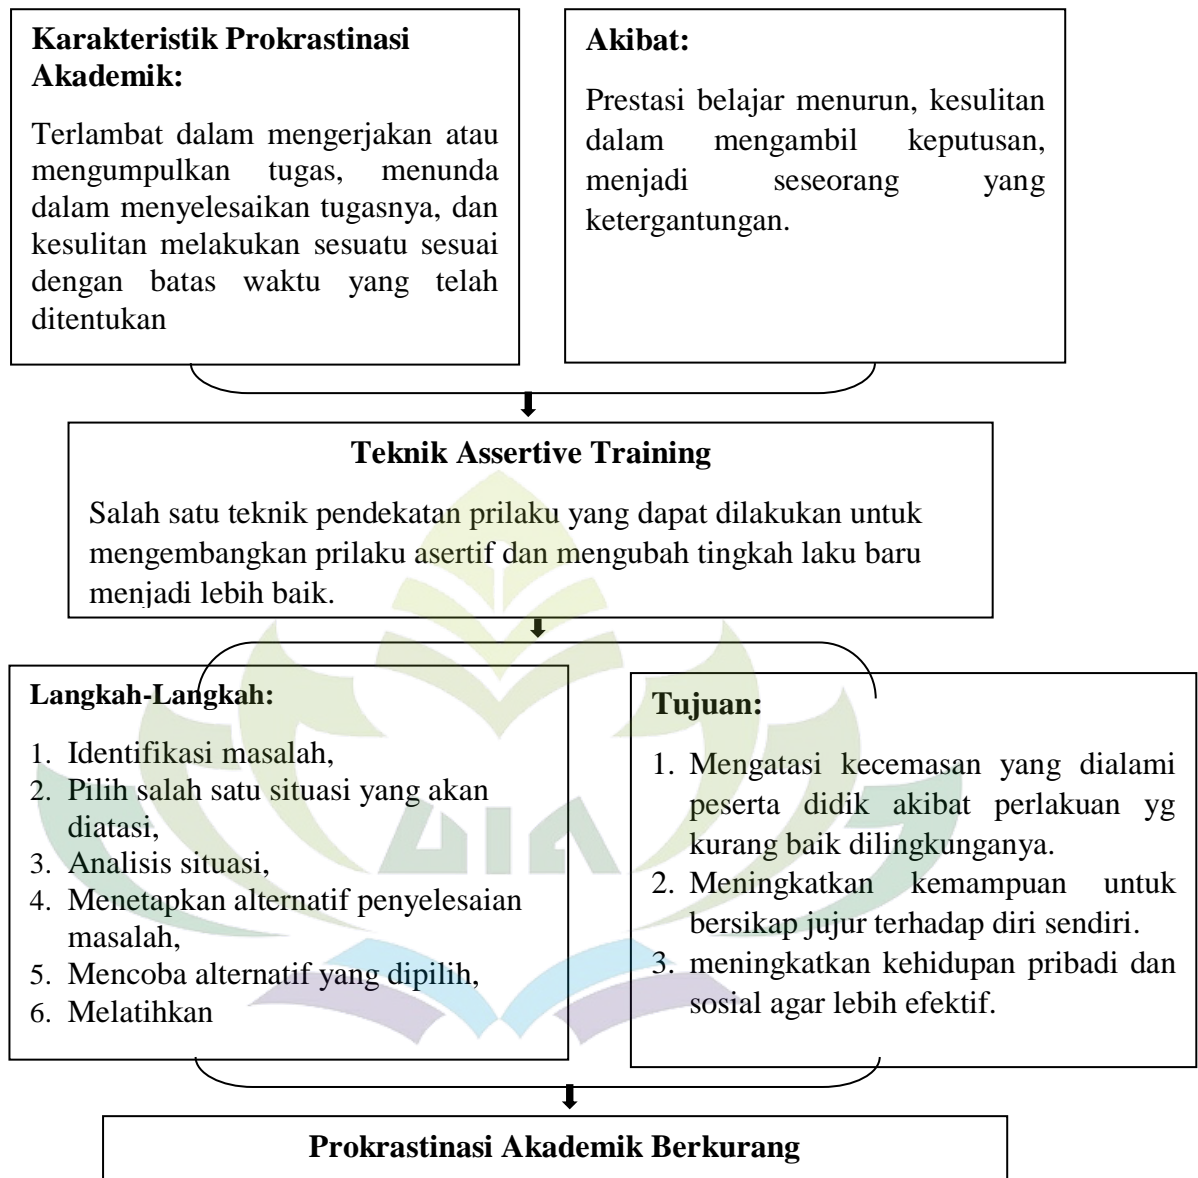 Karakteristik Prokrastinasi
Akademik:
Terlambat dalam mengerjakan atau
mengumpulkan tugas, menunda
dalam menyelesaikan tugasnya, dan
kesulitan melakukan sesuatu sesuai
dengan batas waktu yang telah
ditentukan
Akibat:
Prestasi belajar menurun, kesulitan
dalam mengambil keputusan,
menjadi seseorang yang
ketergantungan.
Teknik Assertive Training
Salah satu teknik pendekatan prilaku yang dapat dilakukan untuk
mengembangkan prilaku asertif dan mengubah tingkah laku baru
menjadi lebih baik.
Langkah-Langkah:
1. Identifikasi masalah,
2. Pilih salah satu situasi yang akan
diatasi,
3. Analisis situasi,
4. Menetapkan alternatif penyelesaian
masalah,
5. Mencoba alternatif yang dipilih,
6. Melatihkan
Tujuan:
1. Mengatasi kecemasan yang dialami
peserta didik akibat perlakuan yg
kurang baik dilingkunganya.
2. Meningkatkan kemampuan untuk
bersikap jujur terhadap diri sendiri.
3. meningkatkan kehidupan pribadi dan
sosial agar lebih efektif.
Prokrastinasi Akademik Berkurang